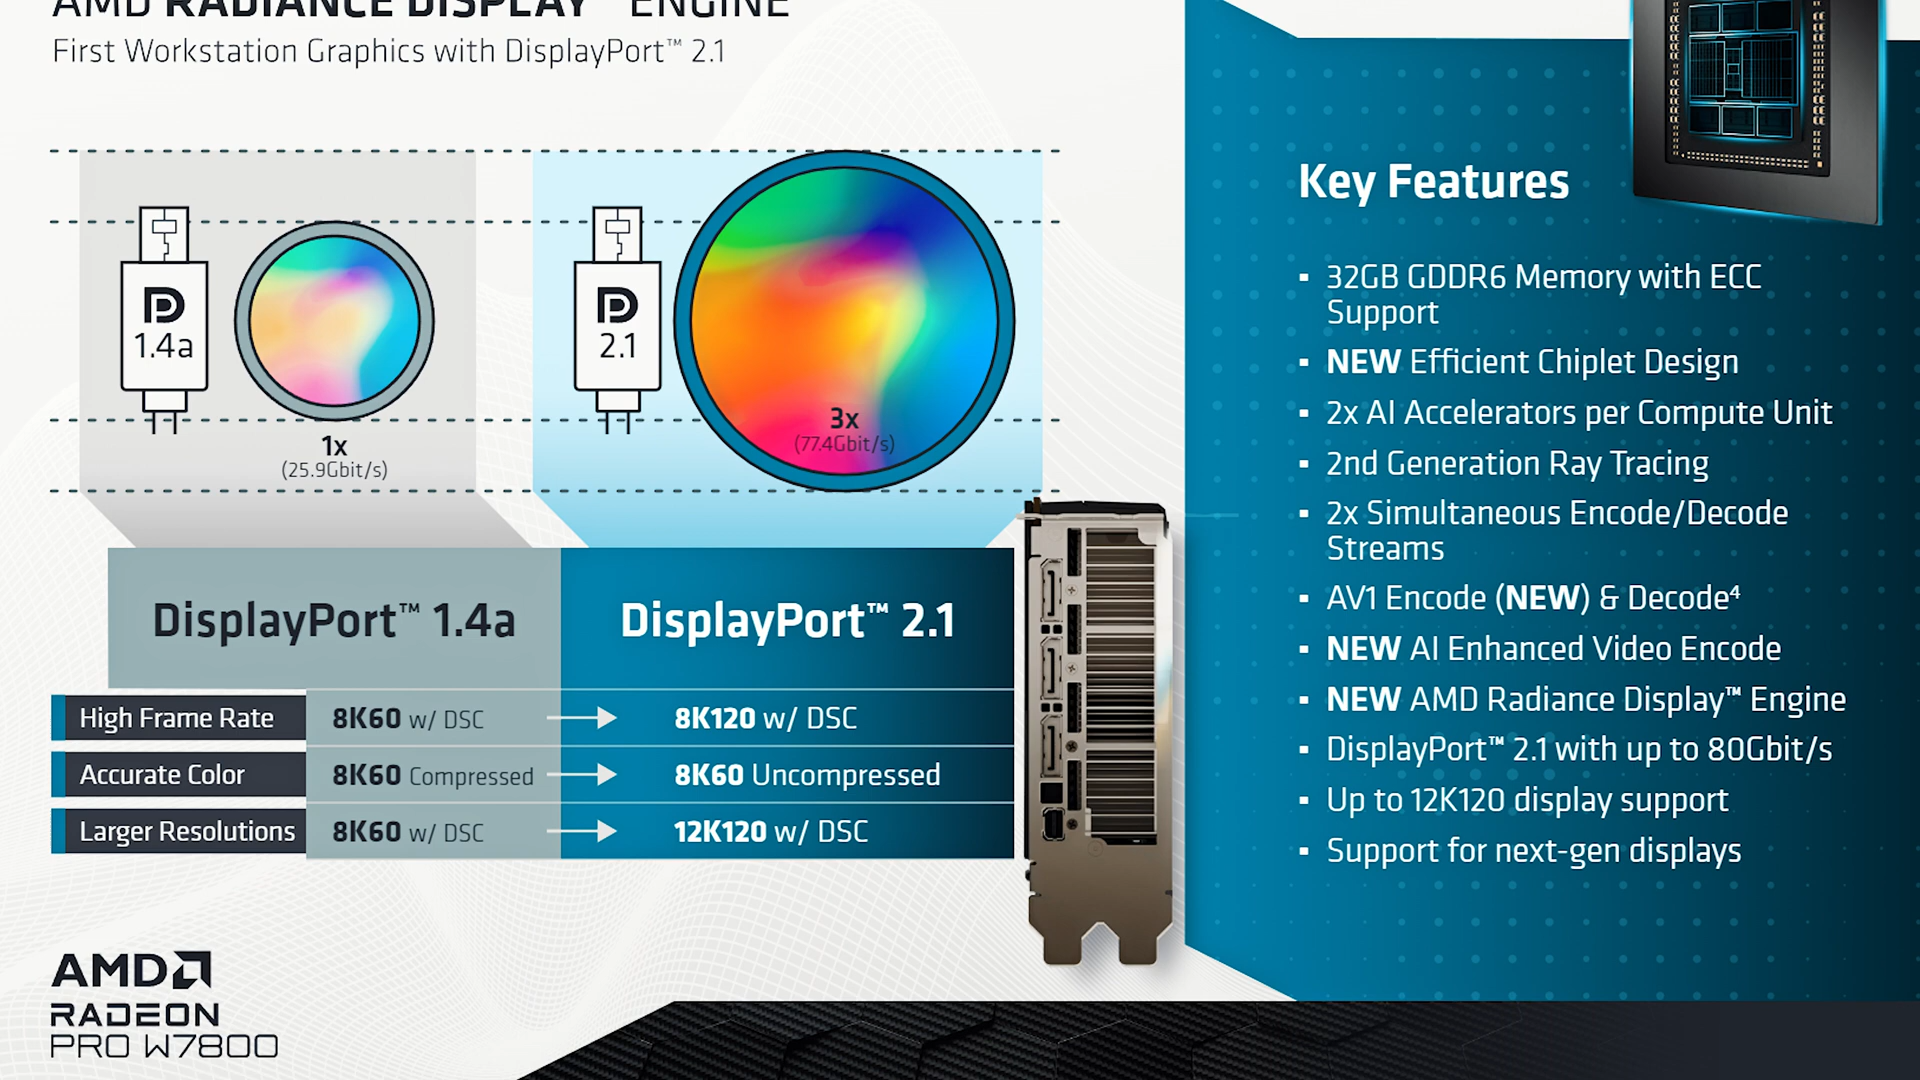 AMD RADIANCE DISPLAY™ ENGINE
First Workstation Graphics with DisplayPort™ 2.1
1.4a
1x
(25.9Gbit/s)
2.1
3x
(77.4Gbit/s)
DisplayPort™ 1.4a
DisplayPort™ 2.1
High Frame Rate
8K60 w/ DSC
8K120 w/ DSC
Accurate Color
8K60 Compressed
8K60 Uncompressed
Larger Resolutions
8K60 w/ DSC
12K120 w/ DSC
AMD
RADEON
PRO W7800
Key Features
▪ 32GB GDDR6 Memory with ECC
Support
▪ NEW Efficient Chiplet Design
▪ 2x AI Accelerators per Compute Unit
▪ 2nd Generation Ray Tracing
▪ 2x Simultaneous Encode/Decode
Streams
▪ AV1 Encode (NEW) & Decode⁴
▪ NEW AI Enhanced Video Encode
▪ NEW AMD Radiance Display™ Engine
▪ DisplayPort™ 2.1 with up to 80Gbit/s
▪ Up to 12K120 display support
▪ Support for next-gen displays